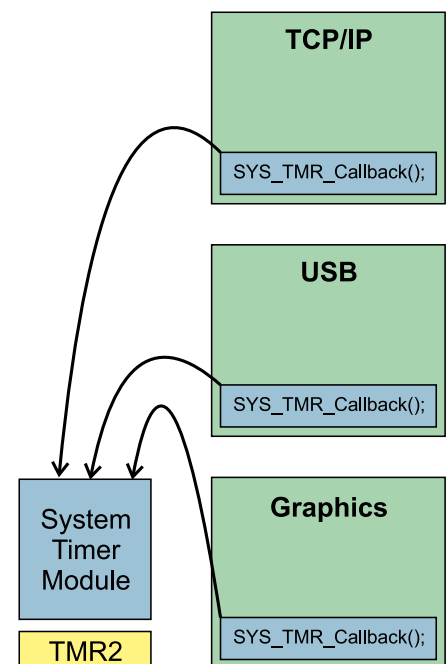 TCP/IP
SYS_TMR_Callback();
USB
SYS_TMR_Callback();
Graphics
SYS_TMR_Callback();
System
Timer
Module
TMR2